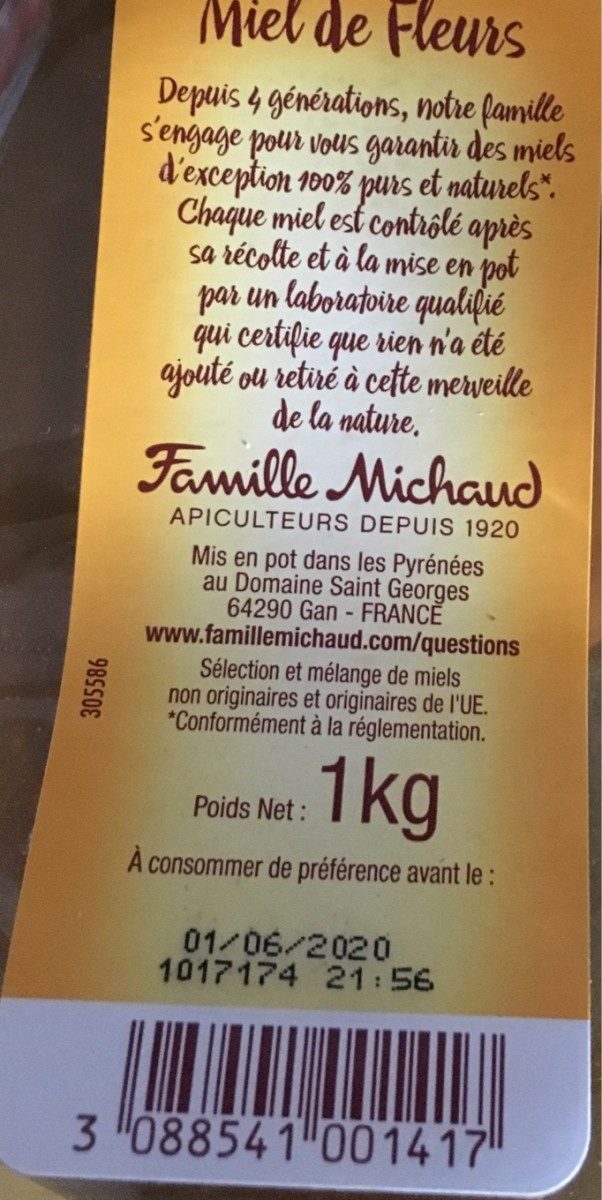 Miel de Fleurs
Depuis 4 générations, notre famille
s'engage pour vous garantir des miels
d'exception 100% purs et naturels*.
Chaque miel est contrôlé après
sa récolte et à la mise en pot
par un laboratoire qualifié
qui certifie que rien n'a été
ajouté ou retiré à cette merveille
de la nature.
Famille Michaud
APICULTEURS DEPUIS 1920
Mis en pot dans les Pyrénées
au Domaine Saint Georges
64290 Gan - FRANCE
www.famillemichaud.com/questions
Sélection et mélange de miels
non originaires et originaires de l'UE.
*Conformément à la réglementation.
305586
Poids Net : 1kg
À consommer de préférence avant le :
01/06/2020
1017174 21:56
3 088541 001417